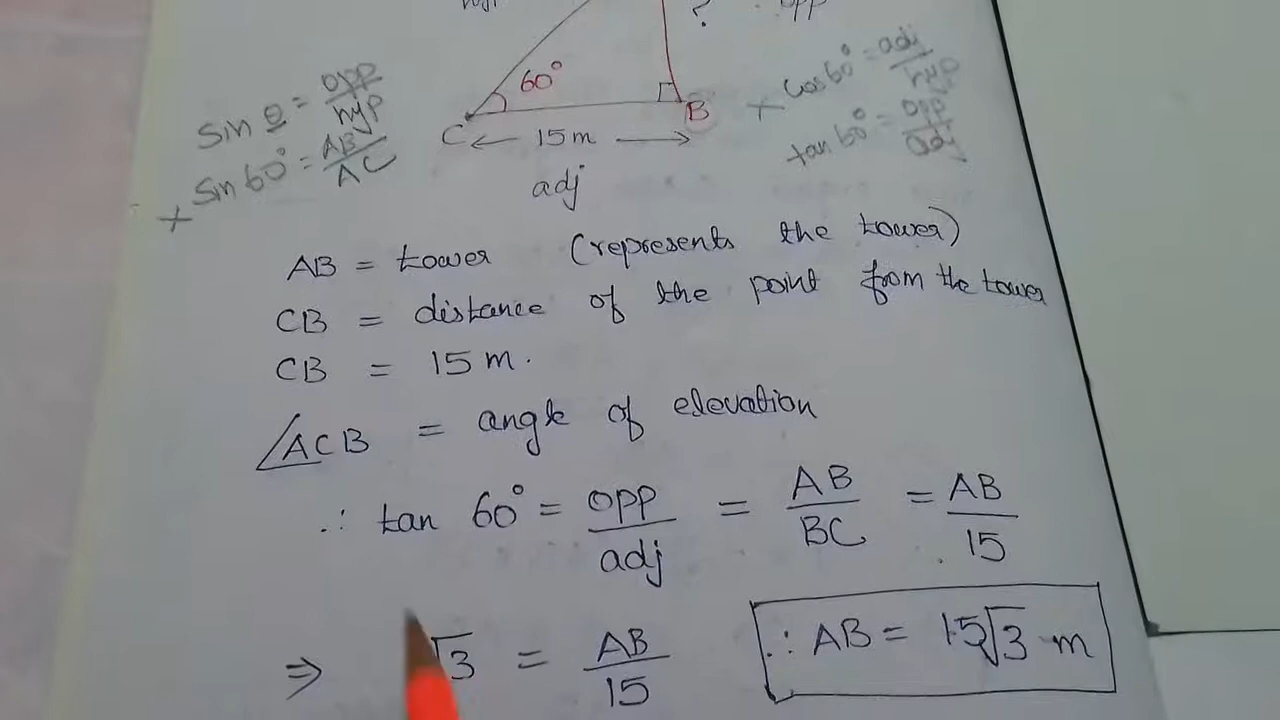 ? opp
60°
C B
15 m
adj
sin θ = opp/hyp
× sin 60° = AB/AC
× cos 60° = adj/hyp
tan 60° = opp/adj
AB = tower (represents the tower)
CB = distance of the point from the tower
CB = 15 m.
∠ACB = angle of elevation
∴ tan 60° = opp/adj = AB/BC = AB/15
⇒ √3 = AB/15 ∴ AB = 15√3 m